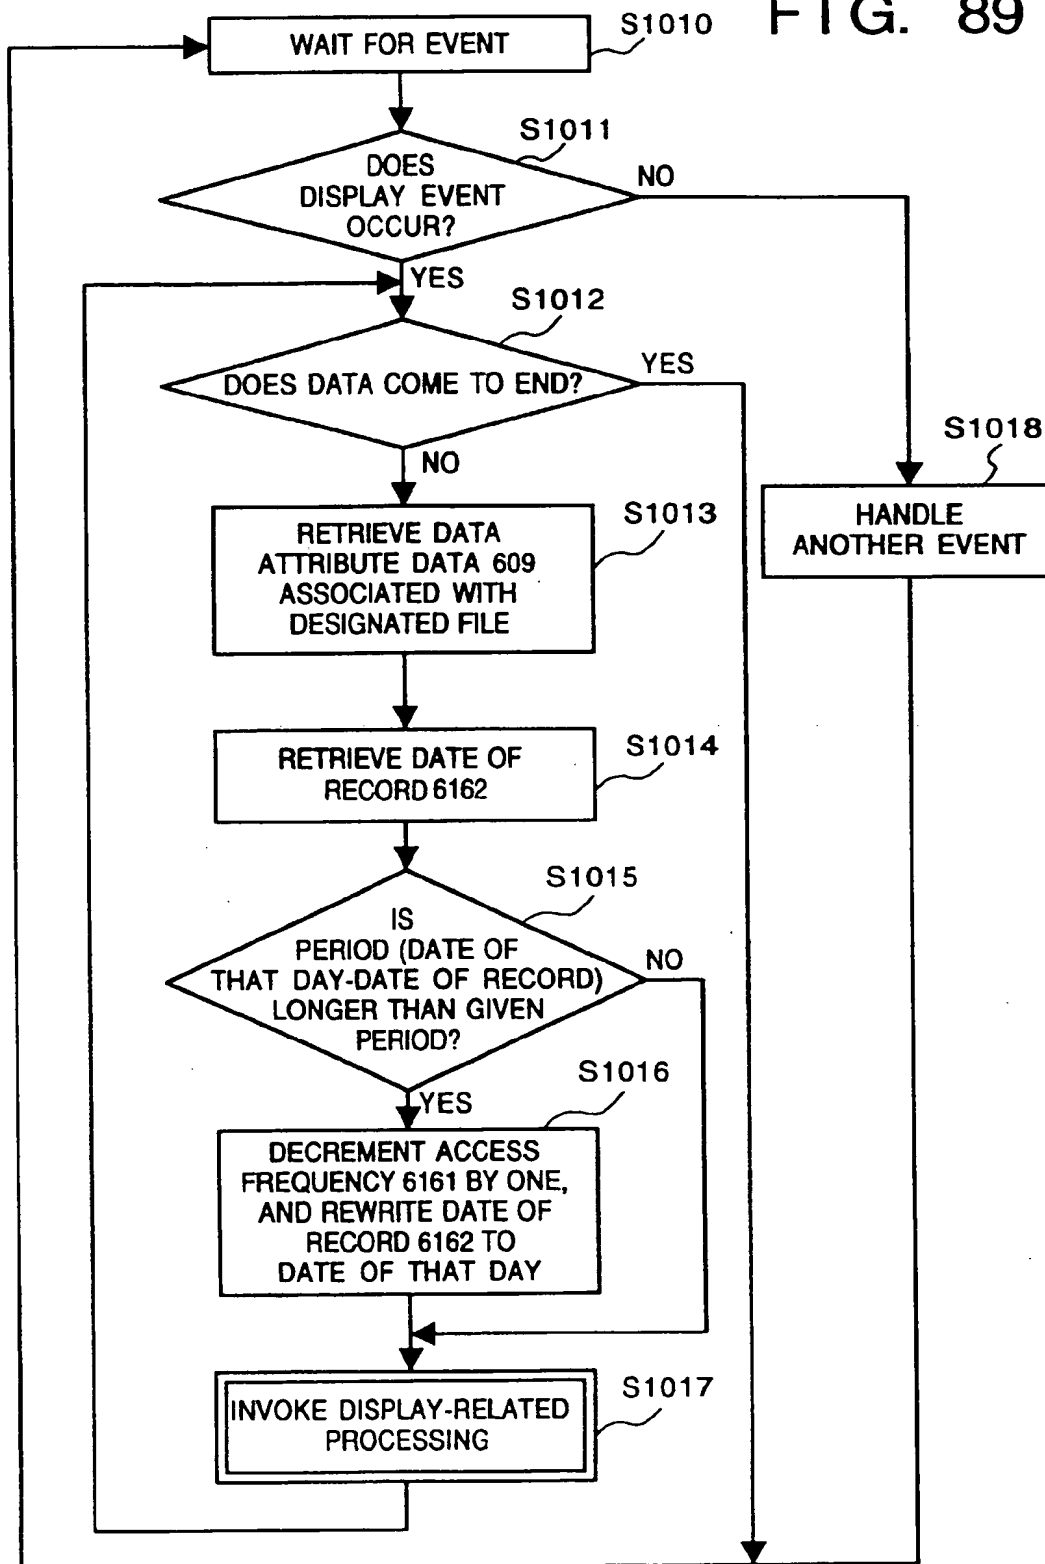 FIG. 89
WAIT FOR EVENT
S1010
S1011
DOES
DISPLAY EVENT
OCCUR?
NO
YES
S1012
DOES DATA COME TO END?
YES
NO
S1018
HANDLE
ANOTHER EVENT
S1013
RETRIEVE DATA
ATTRIBUTE DATA 609
ASSOCIATED WITH
DESIGNATED FILE
S1014
RETRIEVE DATE OF
RECORD 6162
S1015
IS
PERIOD (DATE OF
THAT DAY-DATE OF RECORD)
LONGER THAN GIVEN
PERIOD?
NO
YES
S1016
DECREMENT ACCESS
FREQUENCY 6161 BY ONE,
AND REWRITE DATE OF
RECORD 6162 TO
DATE OF THAT DAY
S1017
INVOKE DISPLAY-RELATED
PROCESSING